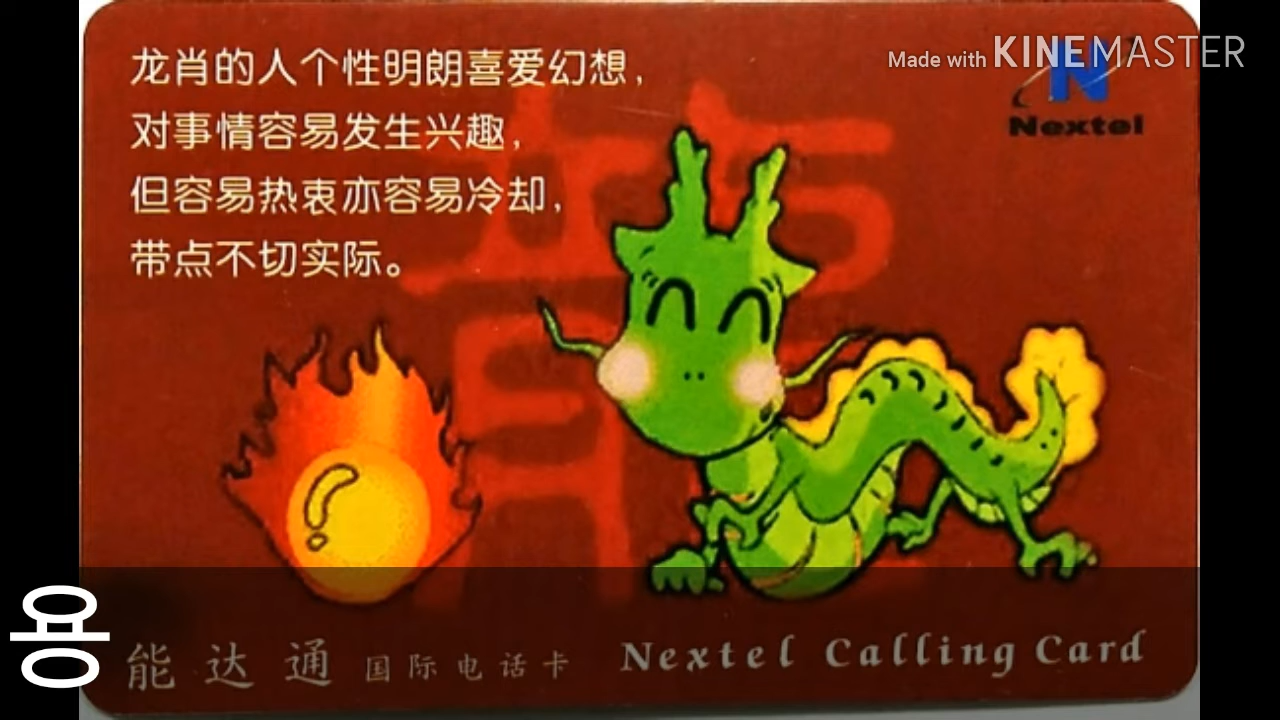 龙肖的人个性明朗喜爱幻想，
Made with KINEMASTER
N
Nextel
对事情容易发生兴趣，
但容易热衷亦容易冷却，
带点不切实际。
龍
용
能达通 国际电话卡 Nextel Calling Card